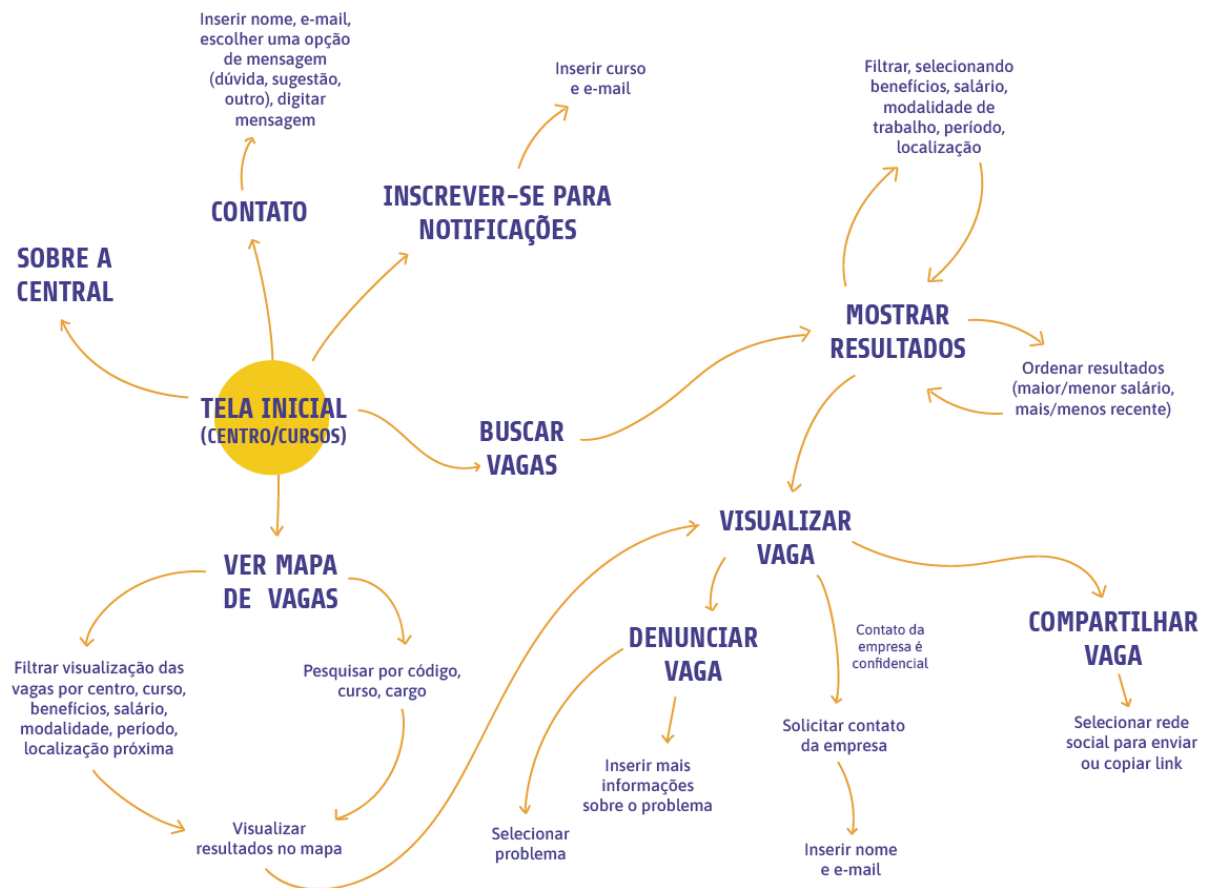 Inserir nome, e-mail,
escolher uma opção
de mensagem
(dúvida, sugestão,
outro), digitar
mensagem
Inserir curso
e e-mail
Filtrar, selecionando
benefícios, salário,
modalidade de
trabalho, período,
localização
CONTATO
INSCREVER-SE PARA
NOTIFICAÇÕES
SOBRE A
CENTRAL
MOSTRAR
RESULTADOS
Ordenar resultados
(maior/menor salário,
mais/menos recente)
TELA INICIAL
(CENTRO/CURSOS)
BUSCAR
VAGAS
VISUALIZAR
VAGA
VER MAPA
DE VAGAS
DENUNCIAR
VAGA
Contato da
empresa é
confidencial
COMPARTILHAR
VAGA
Filtrar visualização das
vagas por centro, curso,
benefícios, salário,
modalidade, período,
localização próxima
Pesquisar por código,
curso, cargo
Solicitar contato
da empresa
Selecionar rede
social para enviar
ou copiar link
Inserir mais
informações
sobre o problema
Visualizar
resultados no mapa
Selecionar
problema
Inserir nome
e e-mail